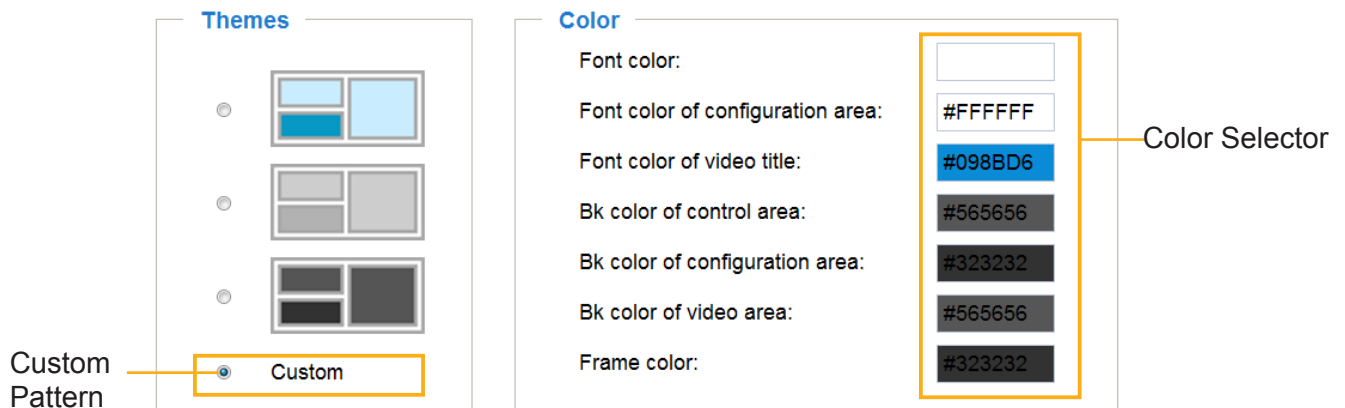 Themes
Custom
Custom
Pattern
Color
Font color:
Font color of configuration area: #FFFFFF
Font color of video title: #098BD6
Bk color of control area: #565656
Bk color of configuration area: #323232
Bk color of video area: #565656
Frame color: #323232
Color Selector